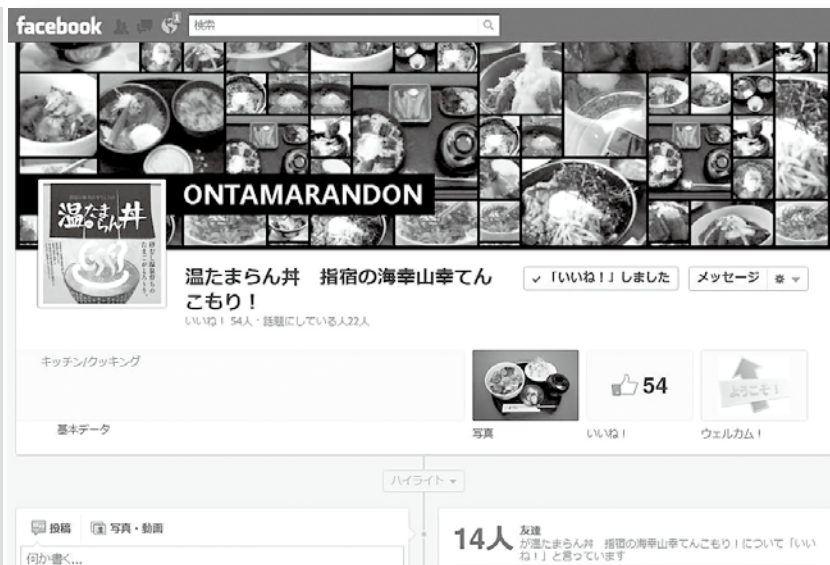 facebook
検索
ONTAMARANDON
温たまらん丼
温たまらん丼　指宿の海幸山幸てん
こもり！
いいね！ 54人・話題にしている人22人
「いいね！」しました
メッセージ
キッチン/クッキング
54
ようこそ！
基本データ
写真
いいね！
ウェルカム！
ハイライト
投稿
写真・動画
何か書く...
14人
友達
が温たまらん丼　指宿の海幸山幸てんこもり！について「いい
ね！」と言っています